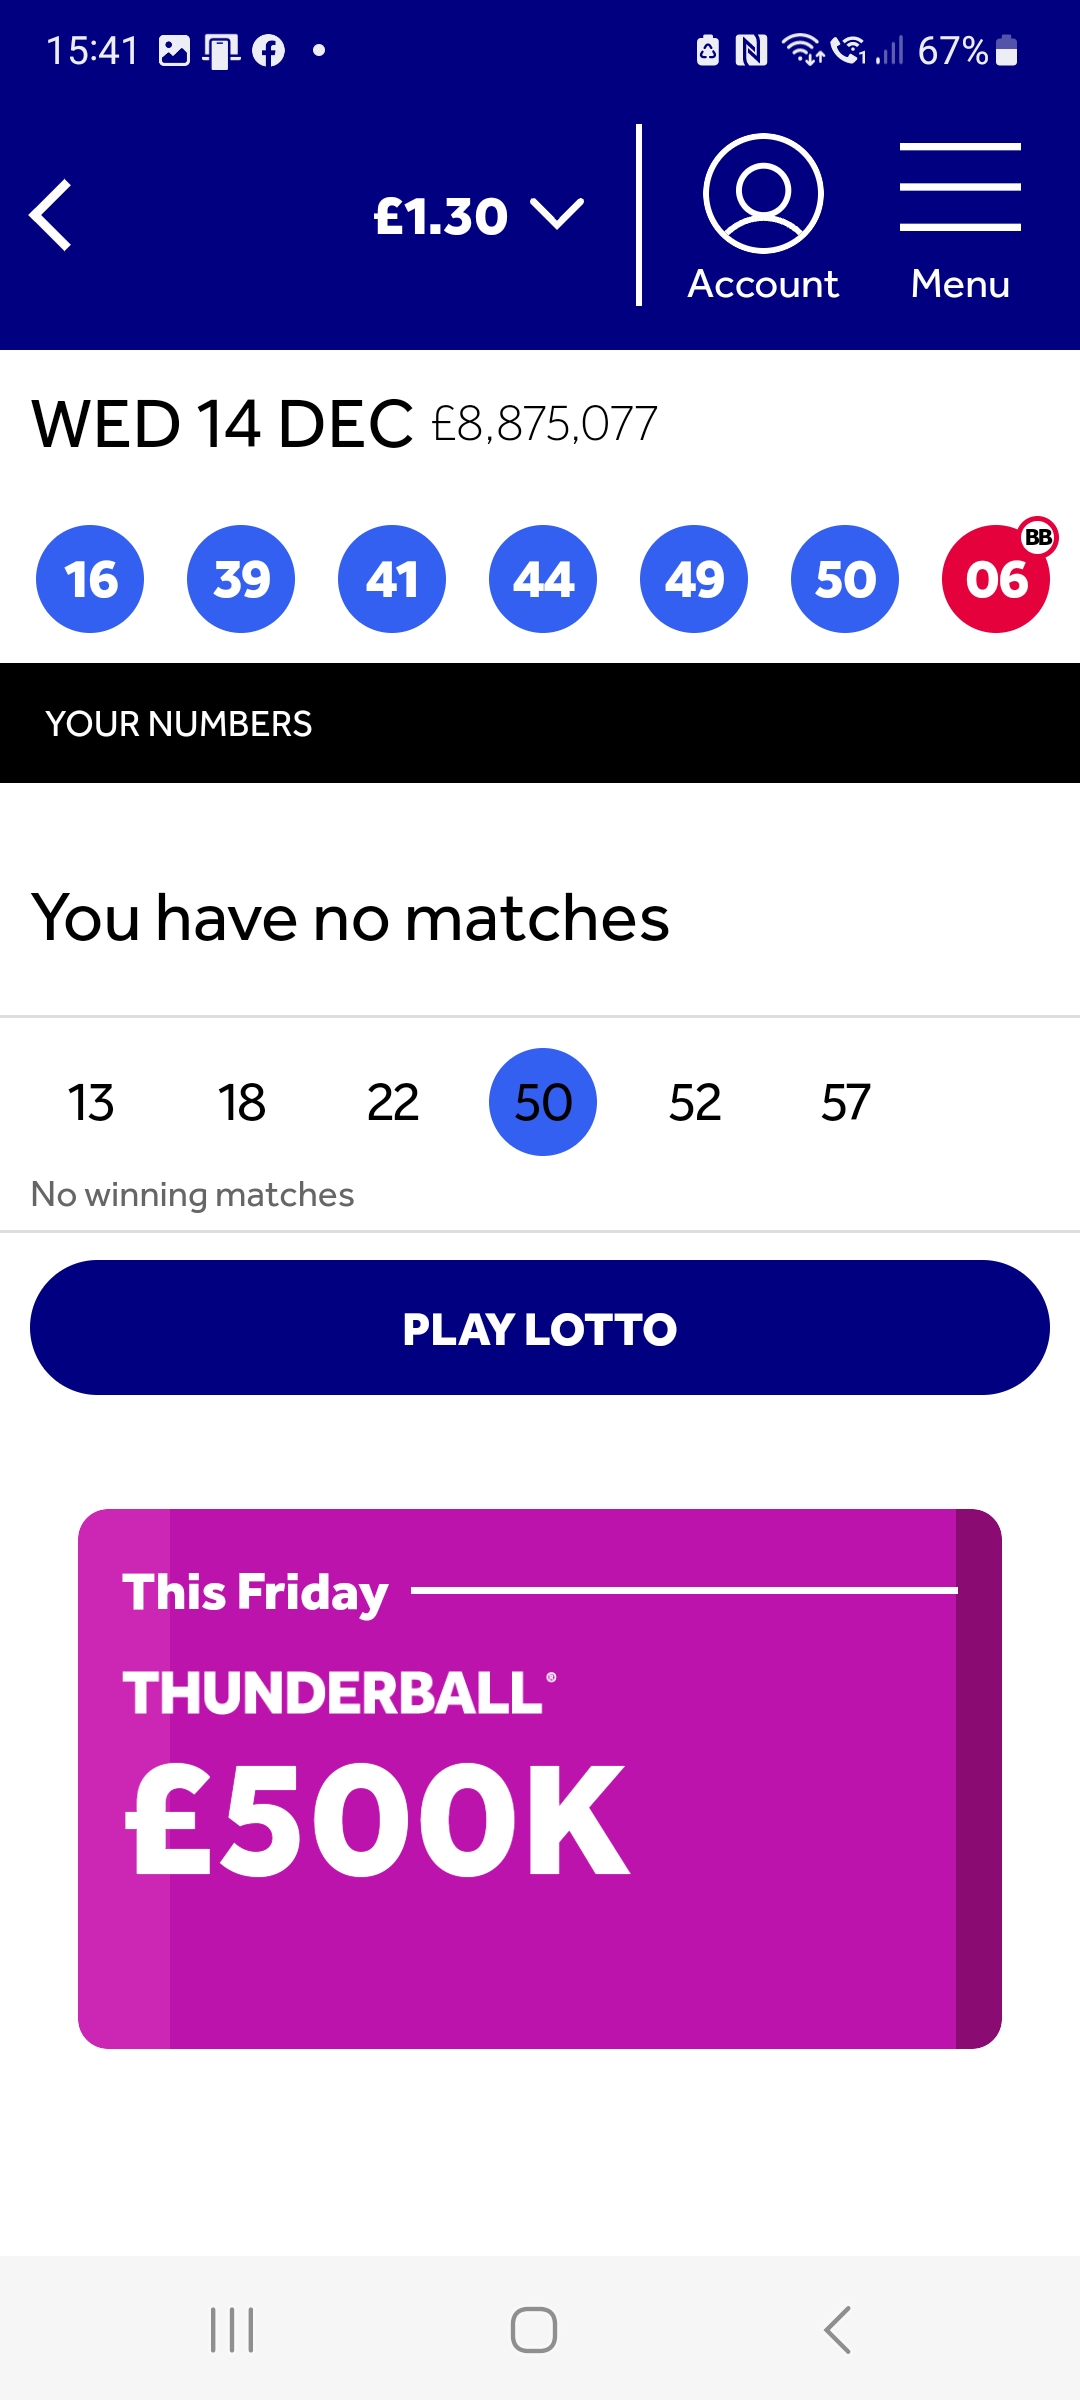 15:41 67%
£1.30
Account Menu
WED 14 DEC £8,875,077
16 39 41 44 49 50 06 BB
YOUR NUMBERS
You have no matches
13 18 22 50 52 57
No winning matches
PLAY LOTTO
This Friday
THUNDERBALL®
£500K